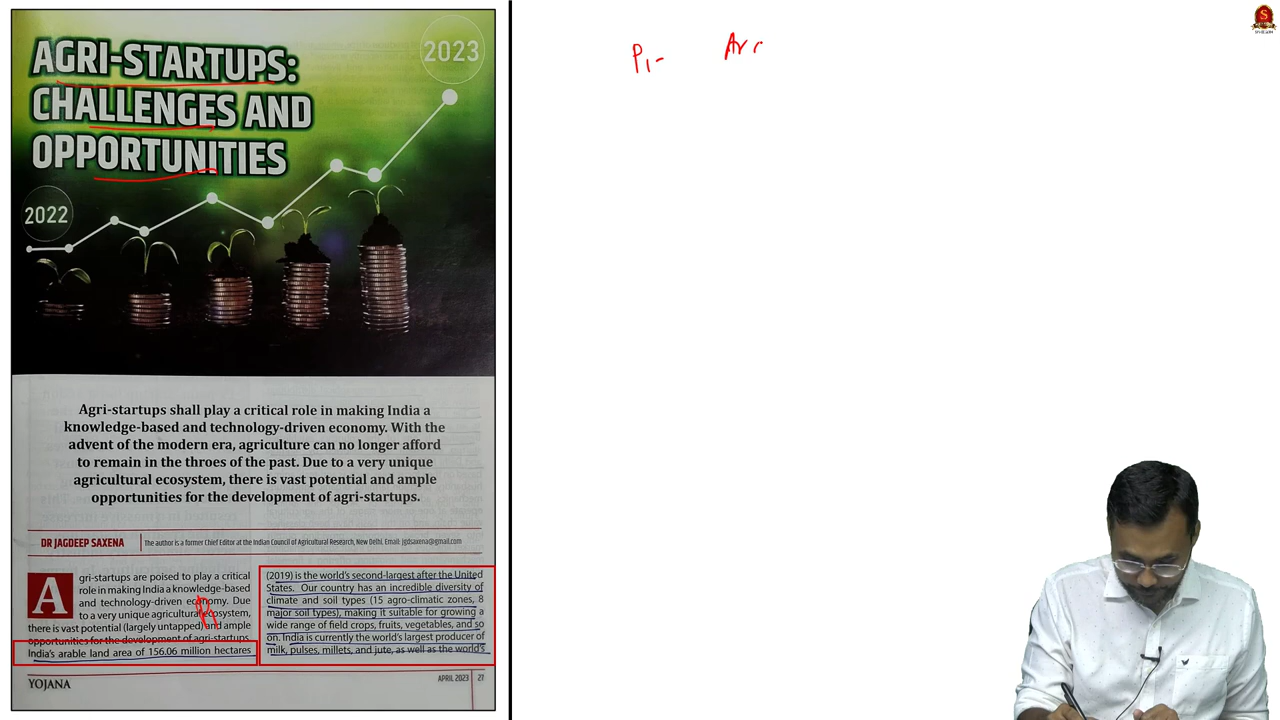 2023
AGRI-STARTUPS:
CHALLENGES AND
OPPORTUNITIES
2022
Agri-startups shall play a critical role in making India a
knowledge-based and technology-driven economy. With the
advent of the modern era, agriculture can no longer afford
to remain in the throes of the past. Due to a very unique
agricultural ecosystem, there is vast potential and ample
opportunities for the development of agri-startups.
DR JAGDEEP SAXENA
The author is a former Chief Editor at the Indian Council of Agricultural Research, New Delhi. Email: jgdsaxena@gmail.com
Agri-startups are poised to play a critical
role in making India a knowledge-based
and technology-driven economy. Due
to a very unique agricultural ecosystem,
there is vast potential (largely untapped) and ample
opportunities for the development of agri-startups.
India's arable land area of 156.06 million hectares
(2019) is the world's second-largest after the United
States. Our country has an incredible diversity of
climate and soil types (15 agro-climatic zones, 8
major soil types), making it suitable for growing a
wide range of field crops, fruits, vegetables, and so
on. India is currently the world's largest producer of
milk, pulses, millets, and jute, as well as the world's
YOJANA
APRIL 2023 27
P1-